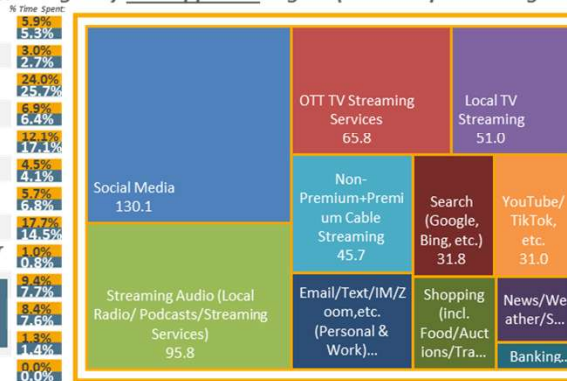 % Time Spent:
5.9%
5.3%
3.0%
2.7%
24.0%
25.7%
6.9%
6.4%
12.1%
17.1%
4.5%
4.1%
5.7%
6.8%
17.7%
14.5%
1.0%
0.8%
9.4%
7.7%
8.4%
7.6%
1.3%
1.4%
0.0%
0.0%
Social Media
130.1
OTT TV Streaming
Services
65.8
Local TV
Streaming
51.0
Non-
Premium+Premi
um Cable
Streaming
45.7
Search
(Google,
Bing, etc.)
31.8
YouTube/
TikTok,
etc.
31.0
Streaming Audio (Local
Radio/ Podcasts/Streaming
Services)
95.8
Email/Text/IM/Z
oom,etc.
(Personal &
Work)...
Shopping
(incl.
Food/Auct
ions/Tra...
News/We
ather/S...
Banking...